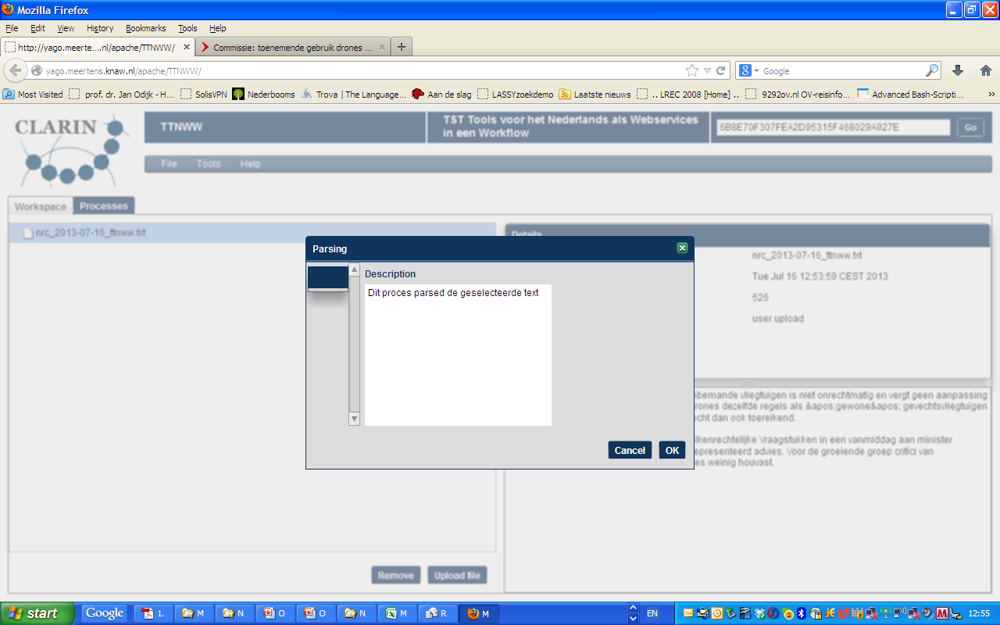 Mozilla Firefox
File Edit View History Bookmarks Tools Help
http://yago.meerte....nl/apache/TTNWW/
Commissie: toenemende gebruik drones ...
yago.meertens.knaw.nl/apache/TTNWW/
Google
Most Visited prof. dr. Jan Odijk - H... SolisVPN Nederbooms Trova | The Language... Aan de slag LASSYzoekdemo Laatste nieuws .. LREC 2008 [Home] .. 9292ov.nl OV-reisinfo... Advanced Bash-Scripti...
CLARIN
TTNWW
TST Tools voor het Nederlands als Webservices
in een Workflow
6B8E70F307FEA2D95315F468029A927E
Go
File Tools Help
Workspace Processes
nrc_2013-07-16_ttnww.txt
Details
nrc_2013-07-16_ttnww.txt
Tue Jul 16 12:53:59 CEST 2013
526
user upload
Parsing
Description
Dit proces parsed de geselecteerde text
Cancel OK
bemande vliegtuigen is niet onrechtmatig en vergt geen aanpassing
rones dezelfde regels als &apos;gewone&apos; gevechtsvliegtuigen
cht dan ook toereikend.
lkenrechtelijke Vraagstukken in een vanmiddag aan minister
epresenteerd advies. Voor de groeiende groep critici van
es weinig houvast.
Remove Upload file
start Google 1. M N O O N M R M EN 12:55